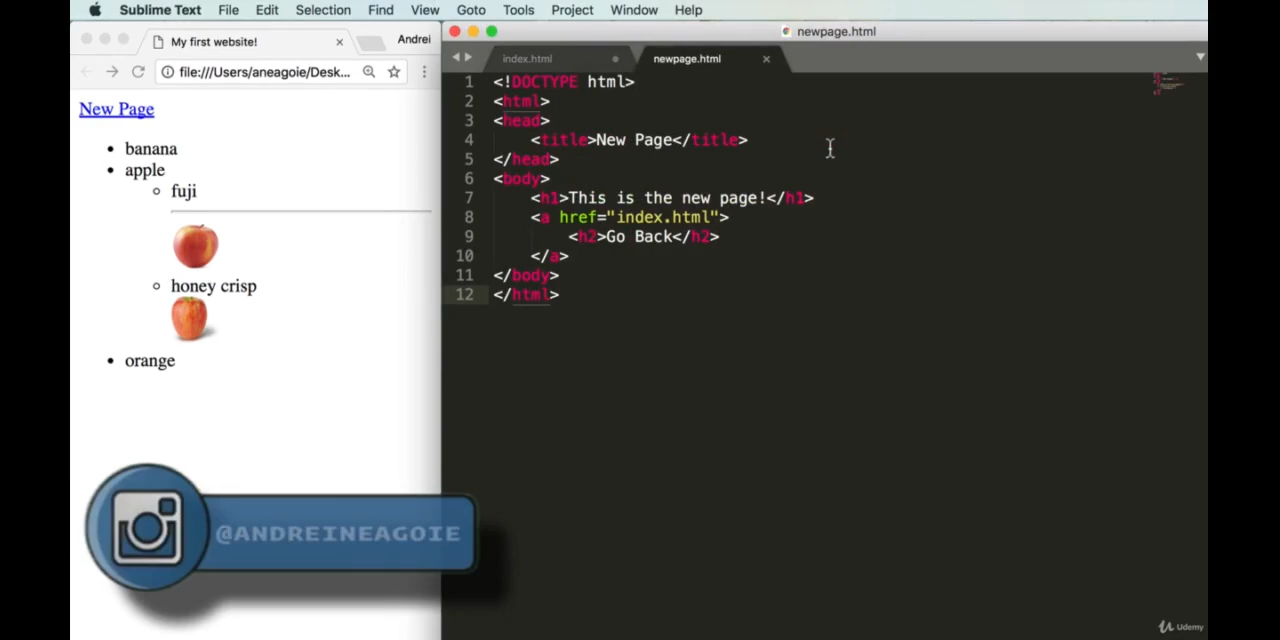 Sublime Text File Edit Selection Find View Goto Tools Project Window Help
My first website!
Andrei
file:///Users/aneagoie/Desk...
New Page
banana
apple
fuji
honey crisp
orange
@ANDREINEAGOIE
newpage.html
index.html
newpage.html
1 <!DOCTYPE html>
2 <html>
3 <head>
4 <title>New Page</title>
5 </head>
6 <body>
7 <h1>This is the new page!</h1>
8 <a href="index.html">
9 <h2>Go Back</h2>
10 </a>
11 </body>
12 </html>
Udemy